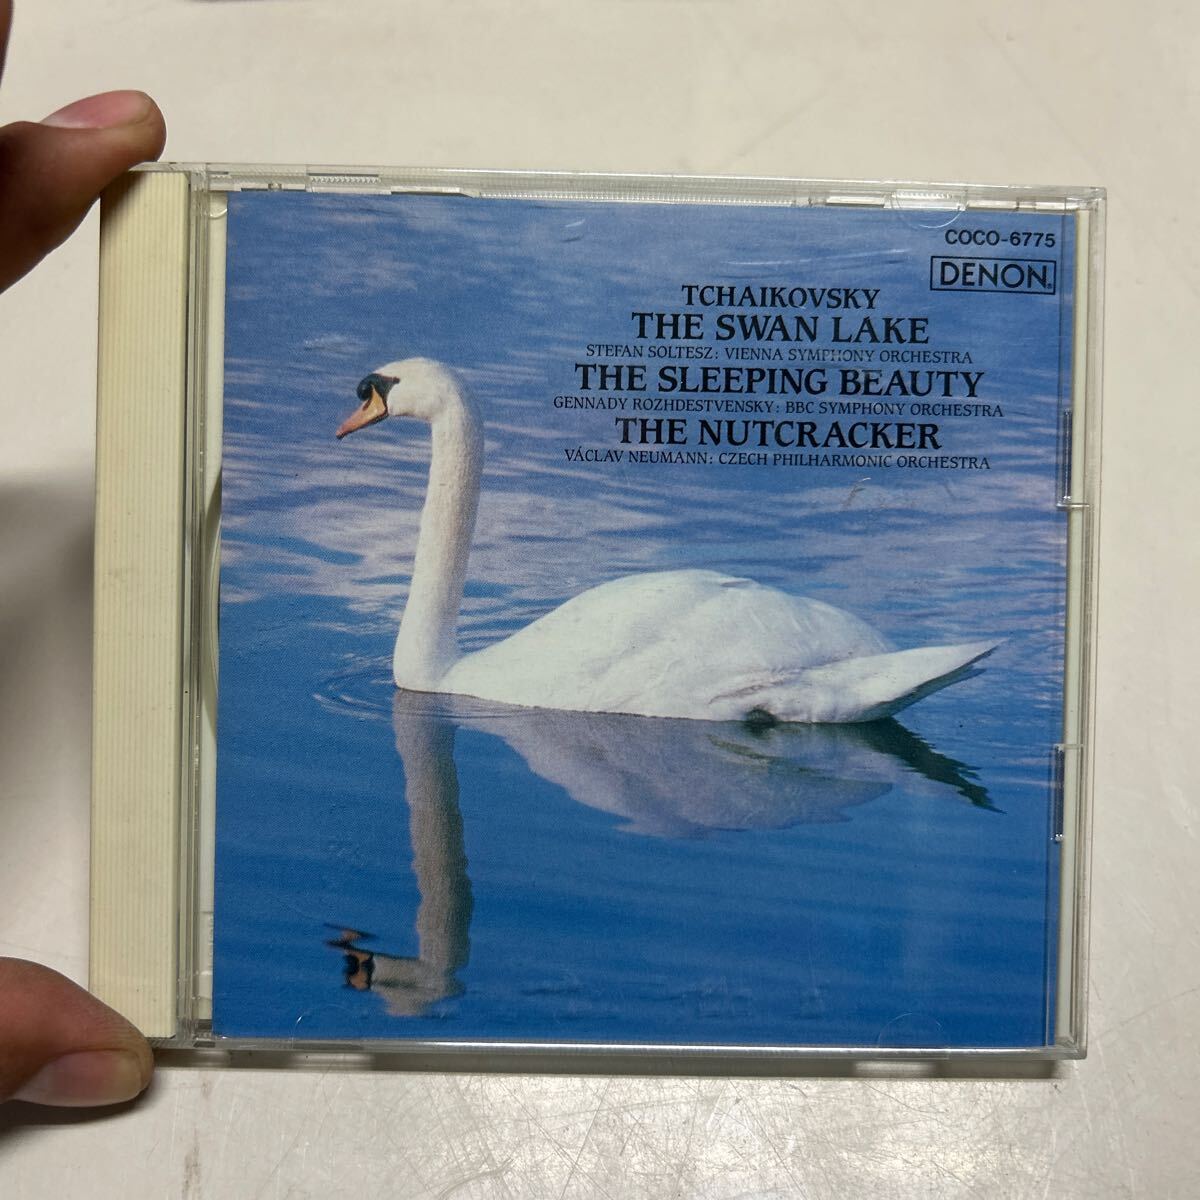 COCO-6775
DENON
TCHAIKOVSKY
THE SWAN LAKE
STEFAN SOLTESZ: VIENNA SYMPHONY ORCHESTRA
THE SLEEPING BEAUTY
GENNADY ROZHDESTVENSKY: BBC SYMPHONY ORCHESTRA
THE NUTCRACKER
VÁCLAV NEUMANN: CZECH PHILHARMONIC ORCHESTRA